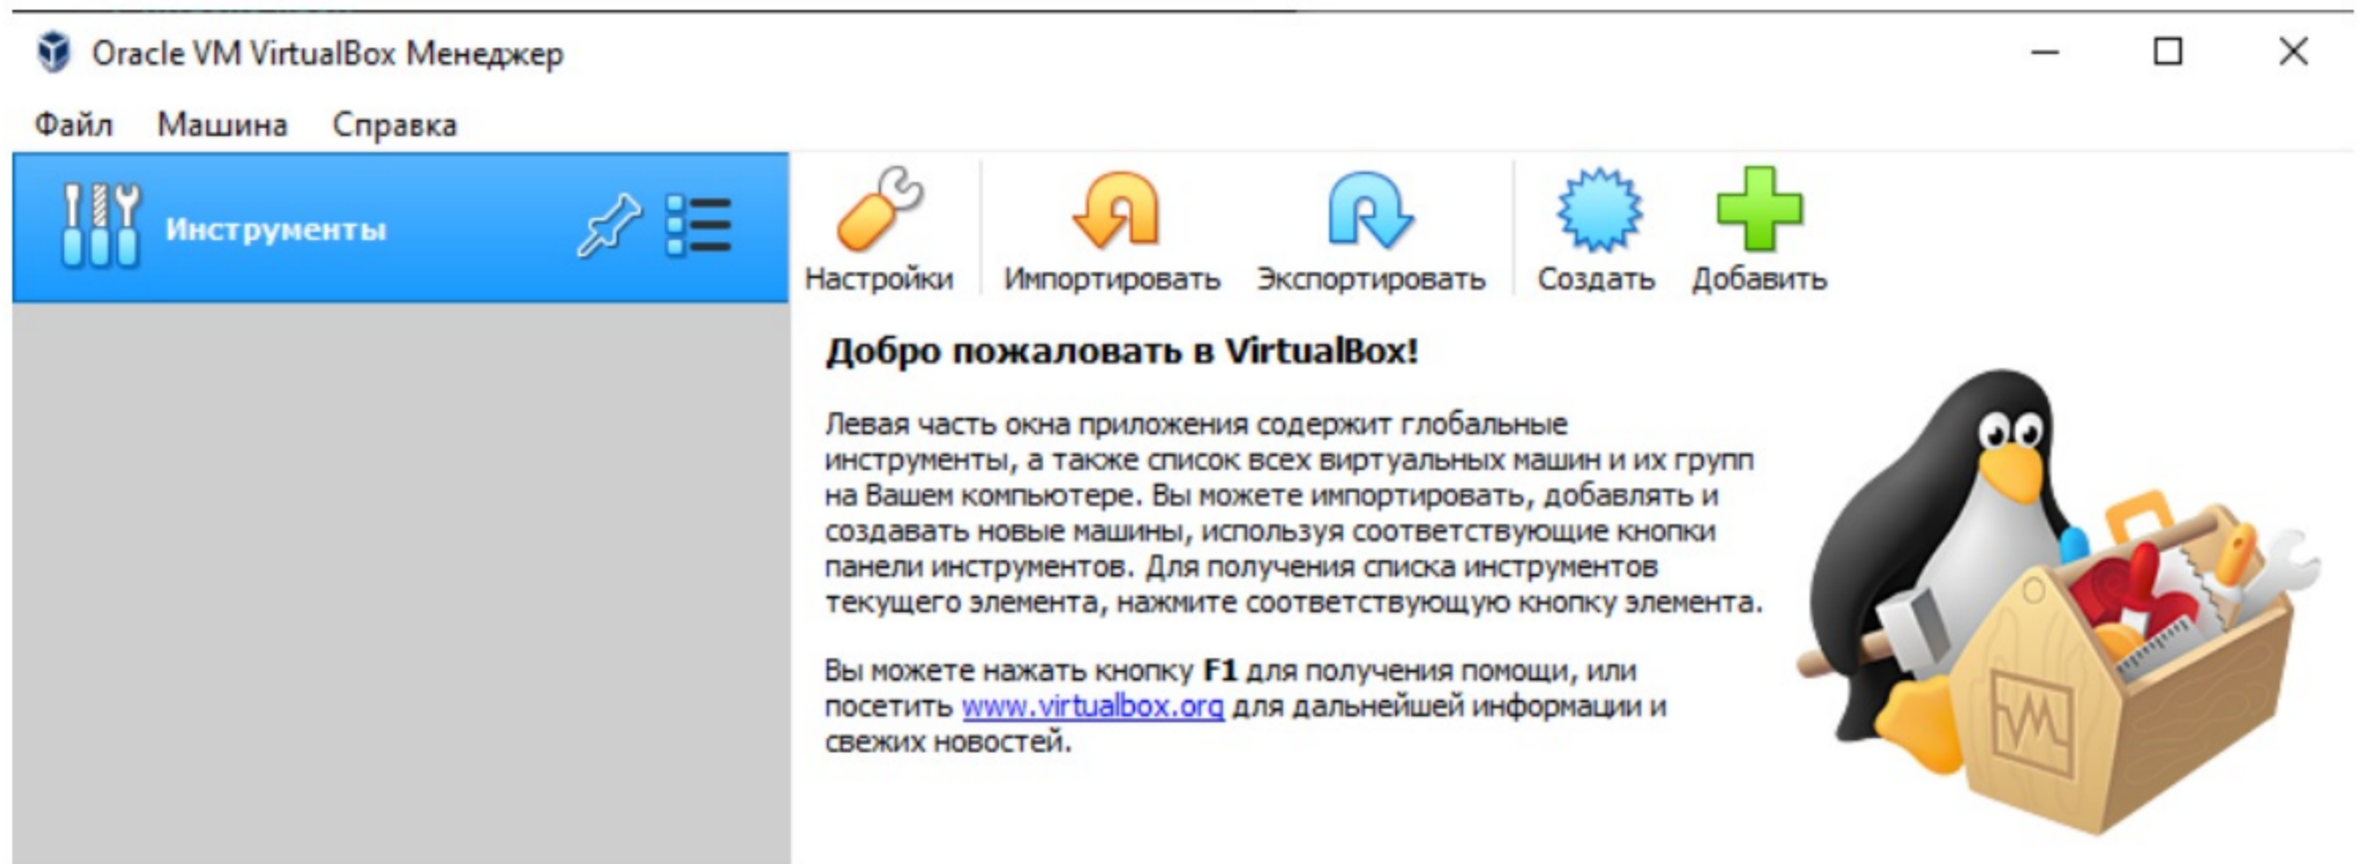 Oracle VM VirtualBox Менеджер
Файл Машина Справка
Инструменты
Настройки Импортировать Экспортировать Создать Добавить
Добро пожаловать в VirtualBox!
Левая часть окна приложения содержит глобальные
инструменты, а также список всех виртуальных машин и их групп
на Вашем компьютере. Вы можете импортировать, добавлять и
создавать новые машины, используя соответствующие кнопки
панели инструментов. Для получения списка инструментов
текущего элемента, нажмите соответствующую кнопку элемента.
Вы можете нажать кнопку F1 для получения помощи, или
посетить www.virtualbox.org для дальнейшей информации и
свежих новостей.